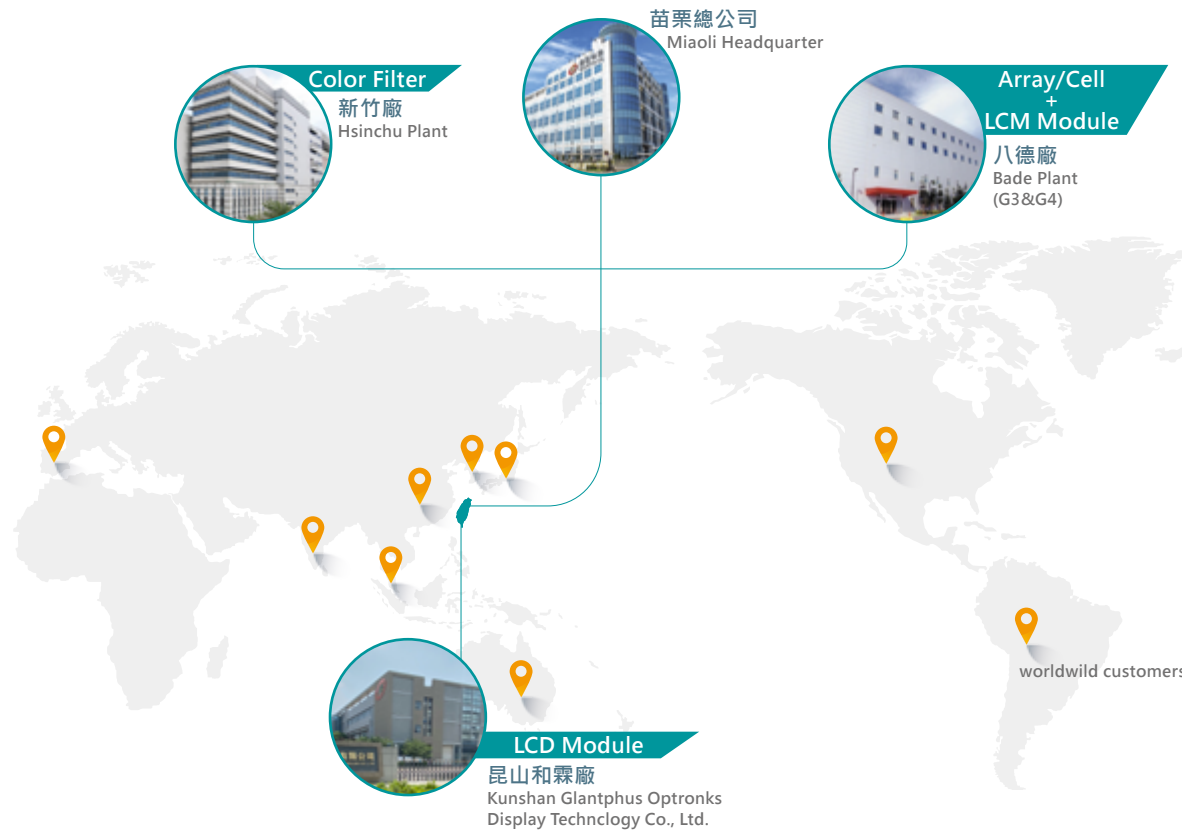 苗栗總公司
Miaoli Headquarter
Color Filter
新竹廠
Hsinchu Plant
Array/Cell
+
LCM Module
八德廠
Bade Plant
(G3&G4)
worldwild customers
LCD Module
昆山和霖廠
Kunshan Glantphus Optronks
Display Technclogy Co., Ltd.